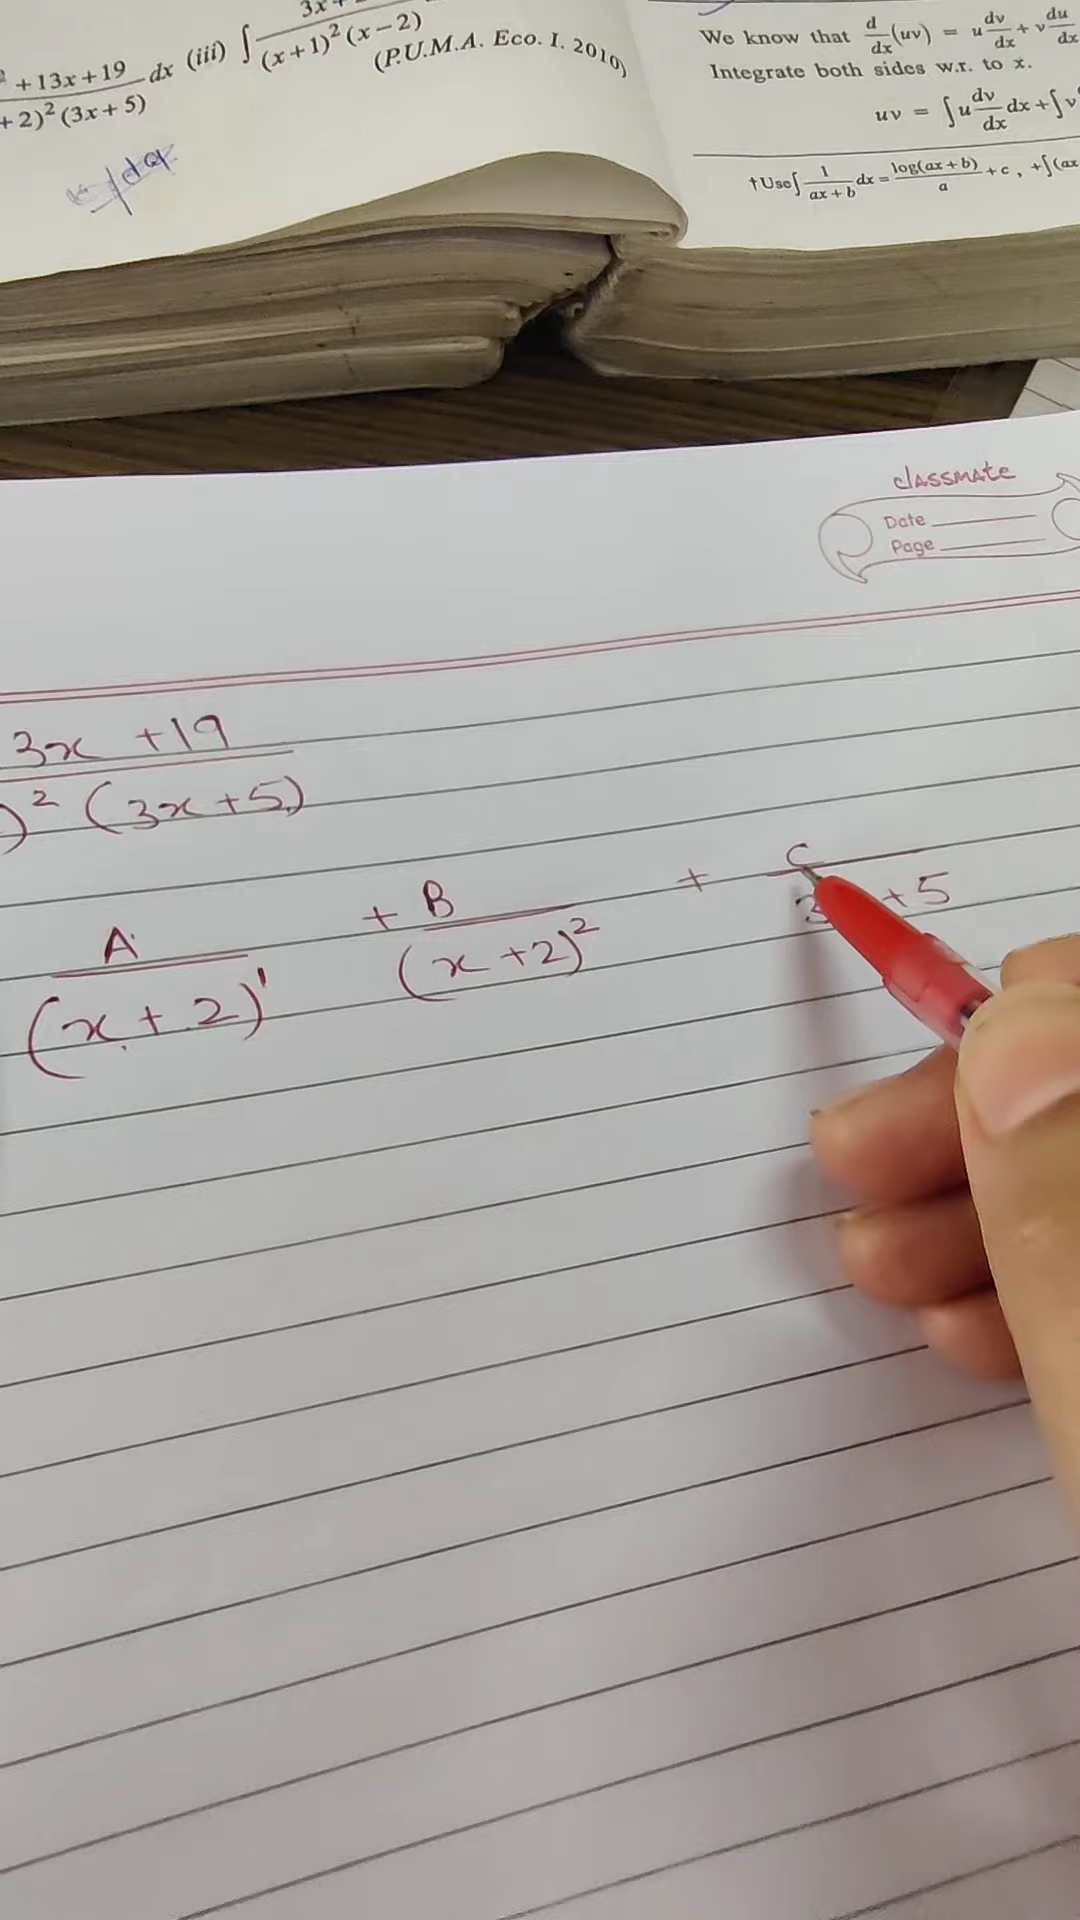 3x +
(iii) ∫ (x+1)² (x−2)
+13x+19 dx
+2)² (3x+5)
(P.U.M.A. Eco. I. 2010)
We know that d/dx (uv) = u dv/dx + v du/dx
Integrate both sides w.r. to x.
uv = ∫ u dv/dx dx + ∫ v
†Use ∫ 1/(ax+b) dx = log(ax+b)/a + c , +∫(ax
classmate
Date
Page
3x +19
)² (3x+5)
A + B + C
(x+2)¹ (x+2)² 3 +5